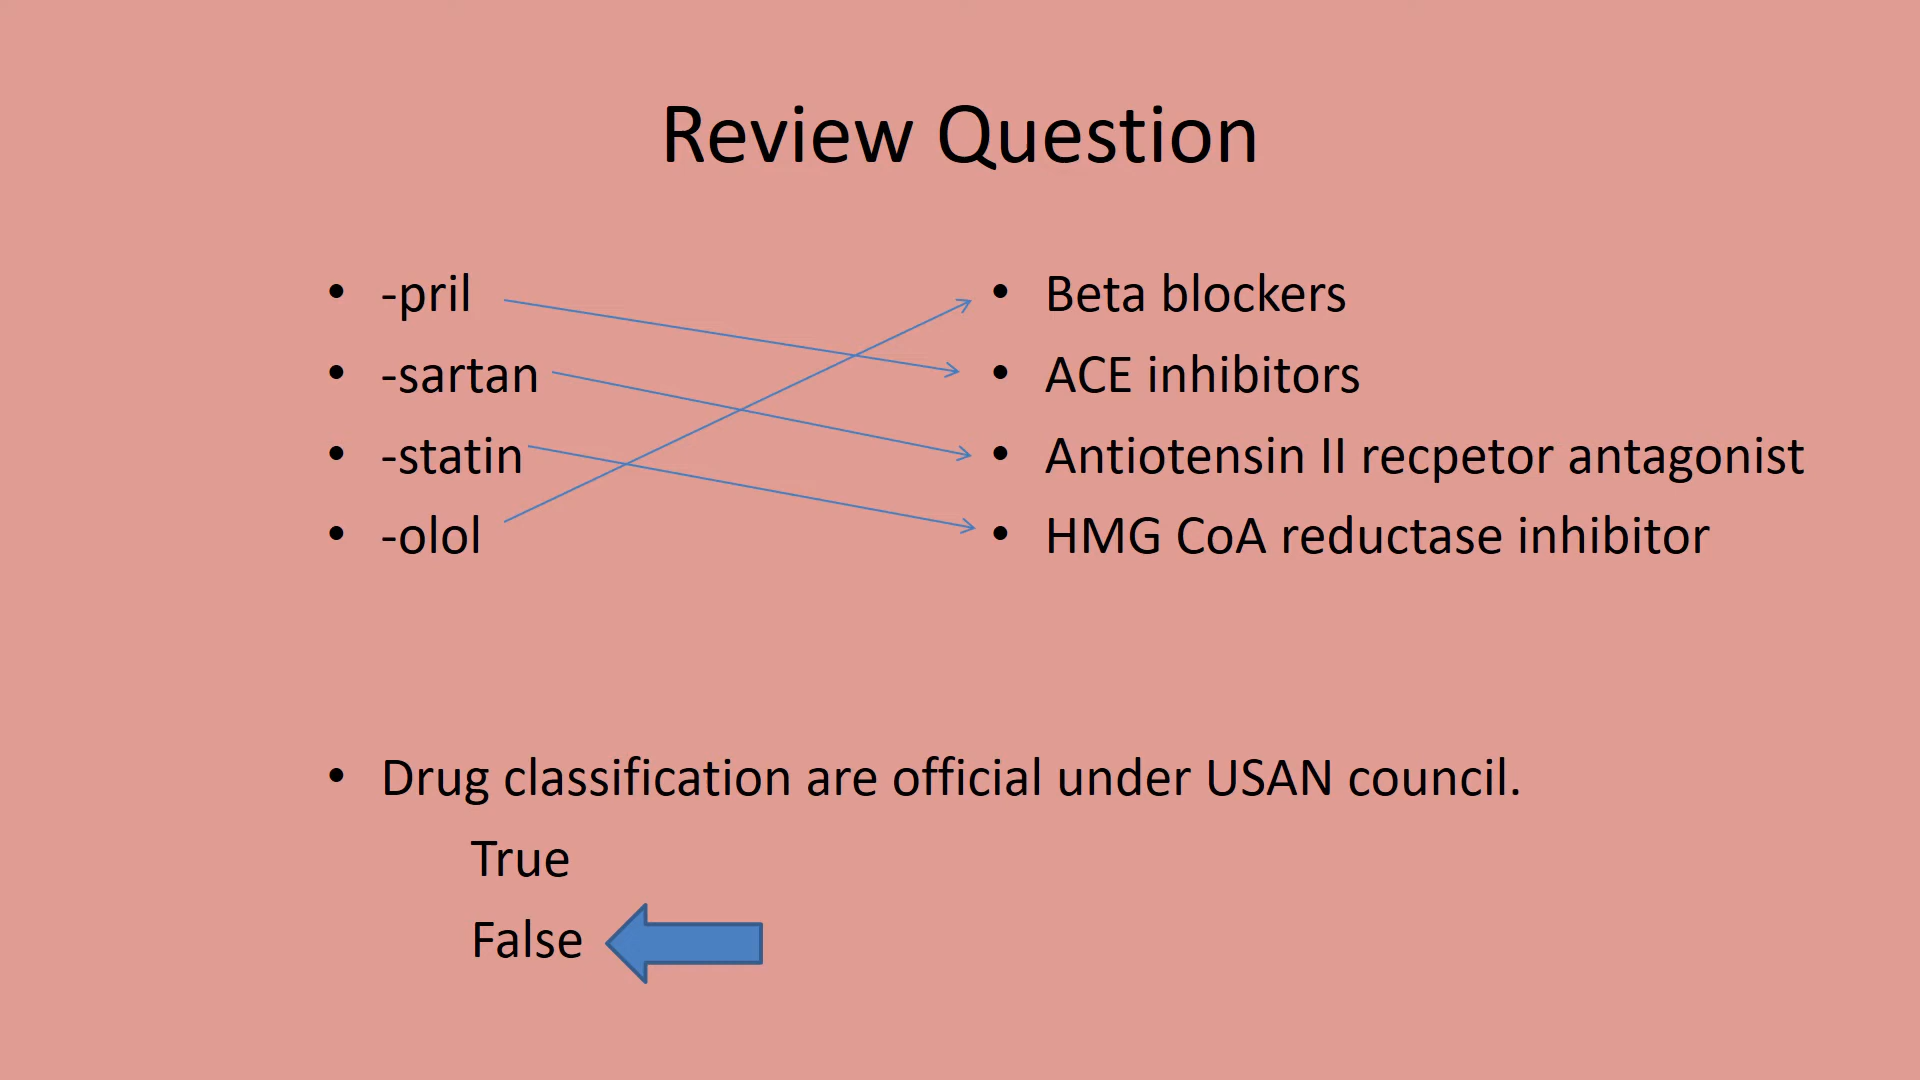 Review Question
• -pril
• -sartan
• -statin
• -olol
• Beta blockers
• ACE inhibitors
• Antiotensin II recpetor antagonist
• HMG CoA reductase inhibitor
• Drug classification are official under USAN council.
True
False